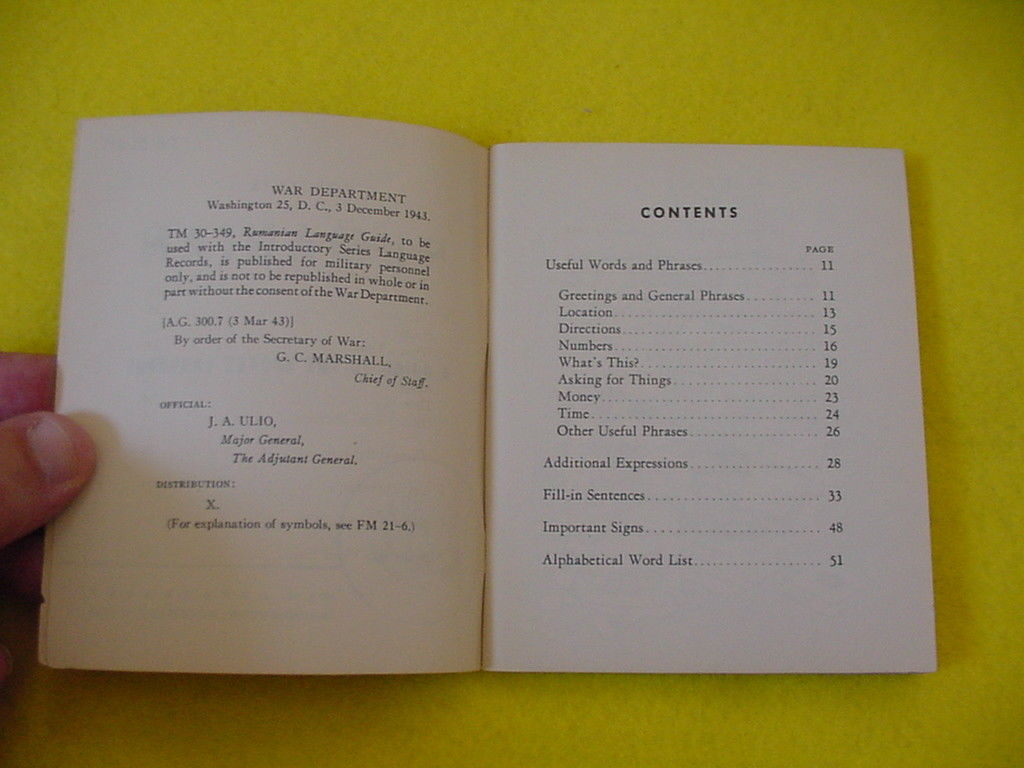 WAR DEPARTMENT
Washington 25, D. C., 3 December 1943.
TM 30–349, Rumanian Language Guide, to be
used with the Introductory Series Language
Records, is published for military personnel
only, and is not to be republished in whole or in
part without the consent of the War Department.
[A.G. 300.7 (3 Mar 43)]
By order of the Secretary of War:
G. C. MARSHALL,
Chief of Staff.
OFFICIAL:
J. A. ULIO,
Major General,
The Adjutant General.
DISTRIBUTION:
X.
(For explanation of symbols, see FM 21–6.)
CONTENTS
PAGE
Useful Words and Phrases.............. 11
Greetings and General Phrases......... 11
Location............................ 13
Directions........................... 15
Numbers............................ 16
What's This?........................ 19
Asking for Things.................... 20
Money.............................. 23
Time................................ 24
Other Useful Phrases................. 26
Additional Expressions................. 28
Fill-in Sentences....................... 33
Important Signs....................... 48
Alphabetical Word List................. 51